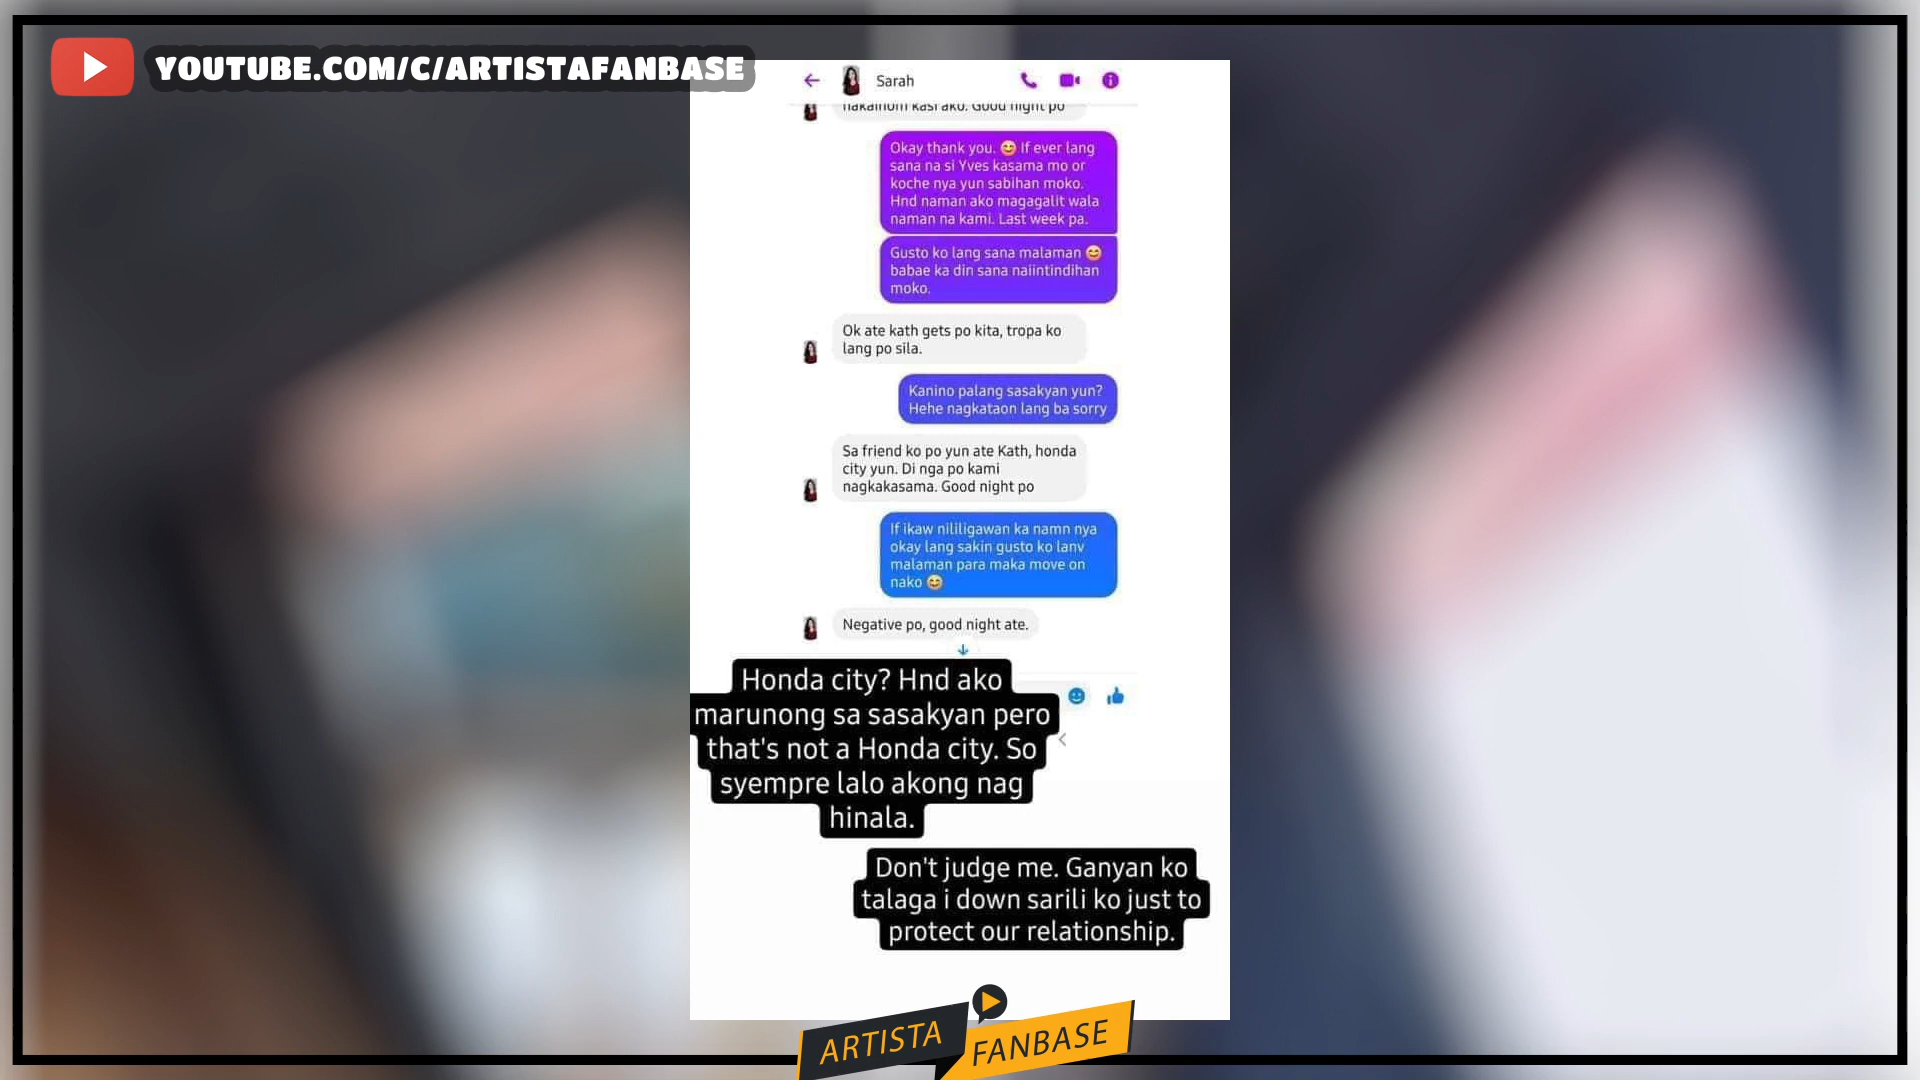 YOUTUBE.COM/C/ARTISTAFANBASE
Sarah
nakainom kasi ako. Good night po
Okay thank you. 😊 If ever lang
sana na si Yves kasama mo or
koche nya yun sabihan moko.
Hnd naman ako magagalit wala
naman na kami. Last week pa.
Gusto ko lang sana malaman 😊
babae ka din sana naiintindihan
moko.
Ok ate kath gets po kita, tropa ko
lang po sila.
Kanino palang sasakyan yun?
Hehe nagkataon lang ba sorry
Sa friend ko po yun ate Kath, honda
city yun. Di nga po kami
nagkakasama. Good night po
If ikaw nililigawan ka namn nya
okay lang sakin gusto ko lanv
malaman para maka move on
nako 😊
Negative po, good night ate.
Honda city? Hnd ako
marunong sa sasakyan pero
that's not a Honda city. So
syempre lalo akong nag
hinala.
Don't judge me. Ganyan ko
talaga i down sarili ko just to
protect our relationship.
ARTISTA
FANBASE